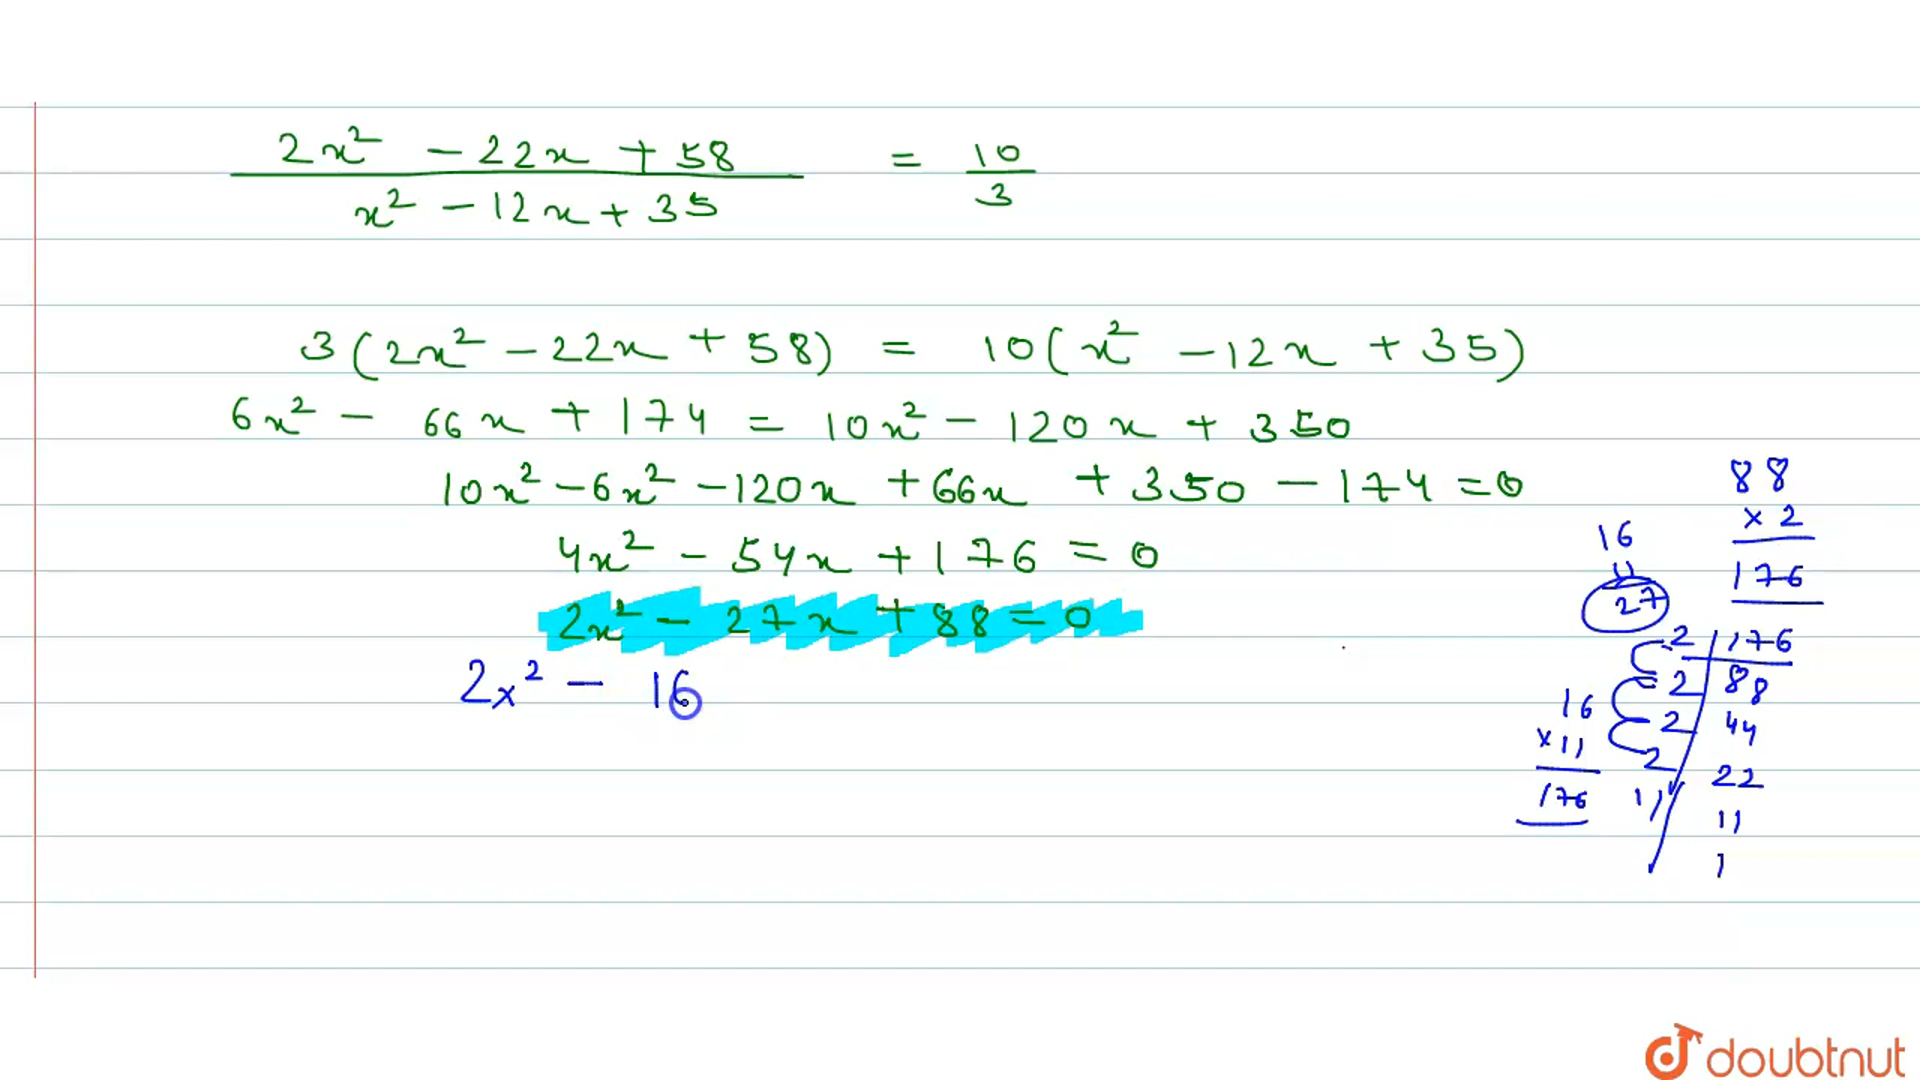 2x² - 22x + 58 = 10
x² - 12x + 35 3
3(2x² - 22x + 58) = 10(x² - 12x + 35)
6x² - 66x + 174 = 10x² - 120x + 350
10x² - 6x² - 120x + 66x + 350 - 174 = 0
4x² - 54x + 176 = 0
2x² - 27x + 88 = 0
2x² - 16
88
x 2
176
16
11
27
2 176
2 88
2 44
2 22
11 11
1
16
x 11
176
doubtnut